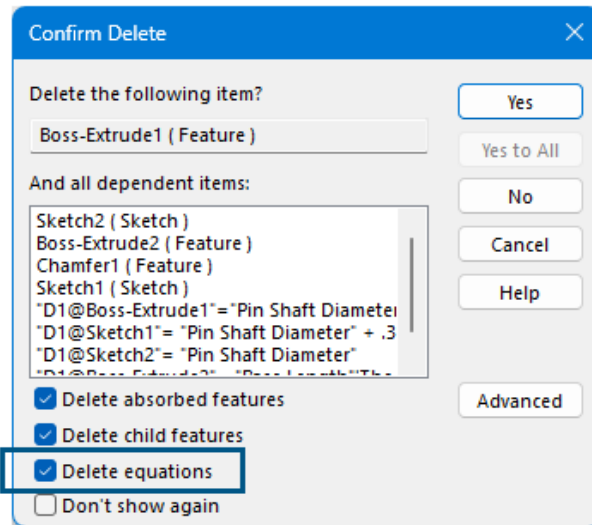 Confirm Delete
Delete the following item?
Boss-Extrude1 ( Feature )
And all dependent items:
Sketch2 ( Sketch )
Boss-Extrude2 ( Feature )
Chamfer1 ( Feature )
Sketch1 ( Sketch )
"D1@Boss-Extrude1"="Pin Shaft Diameter
"D1@Sketch1"= "Pin Shaft Diameter" + .3
"D1@Sketch2"= "Pin Shaft Diameter"
Delete absorbed features
Delete child features
Delete equations
Don't show again
Yes
Yes to All
No
Cancel
Help
Advanced